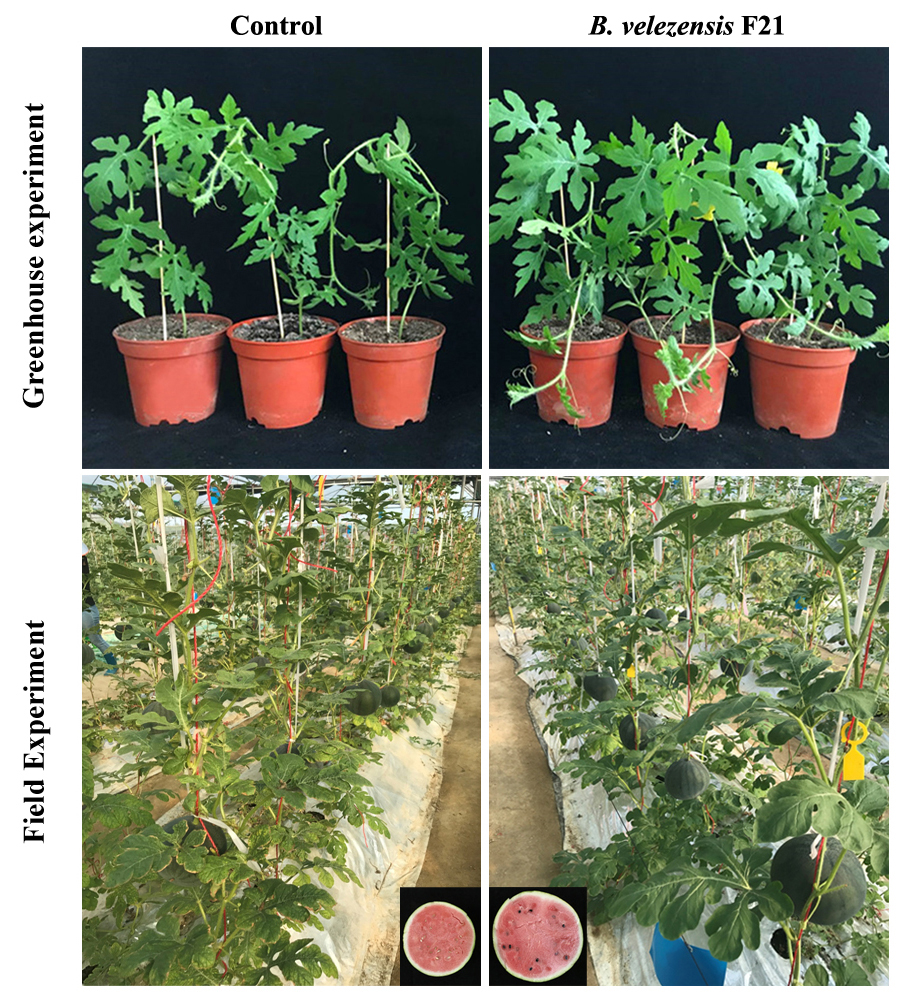 Control
B. velezensis F21
Greenhouse experiment
Field Experiment